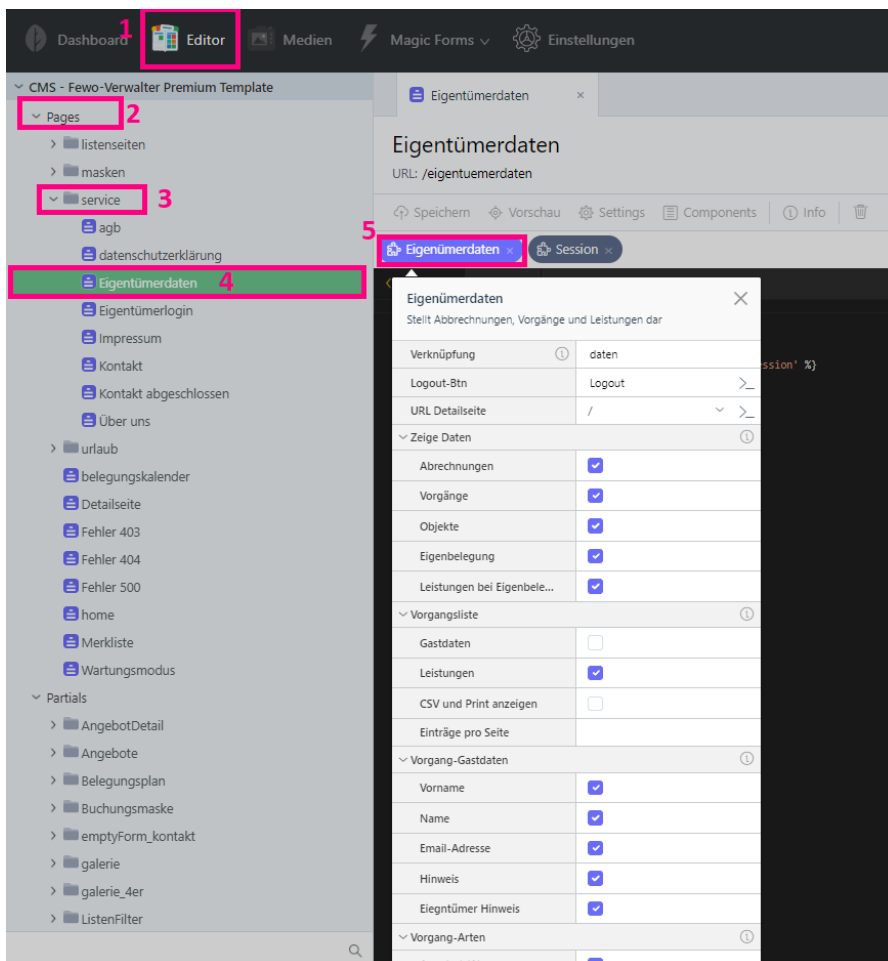 1
Dashboard
Editor
Medien
Magic Forms
Einstellungen
CMS - Fewo-Verwalter Premium Template
Pages
2
listenseiten
masken
service
3
agb
datenschutzerklärung
Eigentümerdaten
4
Eigentümerlogin
Impressum
Kontakt
Kontakt abgeschlossen
Über uns
urlaub
belegungskalender
Detailseite
Fehler 403
Fehler 404
Fehler 500
home
Merkliste
Wartungsmodus
Partials
AngebotDetail
Angebote
Belegungsplan
Buchungsmaske
emptyForm_kontakt
galerie
galerie_4er
ListenFilter
Eigentümerdaten ×
Eigentümerdaten
URL: /eigentuemerdaten
Speichern
Vorschau
Settings
Components
Info
5
Eigenümerdaten ×
Session ×
ession' %}
Eigenümerdaten
Stellt Abbrechnungen, Vorgänge und Leistungen dar
Verknüpfung daten
Logout-Btn Logout
URL Detailseite /
Zeige Daten
Abrechnungen
Vorgänge
Objekte
Eigenbelegung
Leistungen bei Eigenbele...
Vorgangsliste
Gastdaten
Leistungen
CSV und Print anzeigen
Einträge pro Seite
Vorgang-Gastdaten
Vorname
Name
Email-Adresse
Hinweis
Eiegntümer Hinweis
Vorgang-Arten